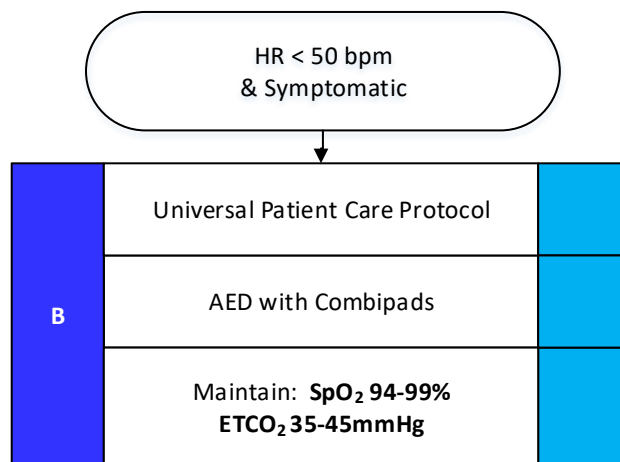 HR < 50 bpm
& Symptomatic
Universal Patient Care Protocol
AED with Combipads
B
Maintain:  SpO₂ 94-99%
ETCO₂ 35-45mmHg